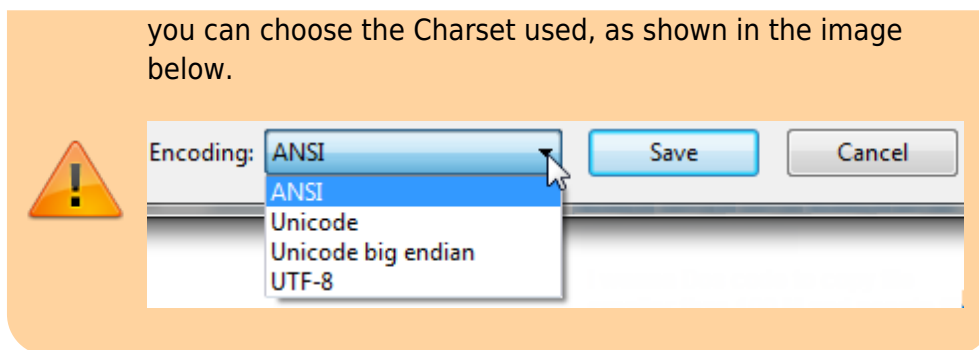 you can choose the Charset used, as shown in the image
below.
Encoding: ANSI Save Cancel
ANSI
Unicode
Unicode big endian
UTF-8